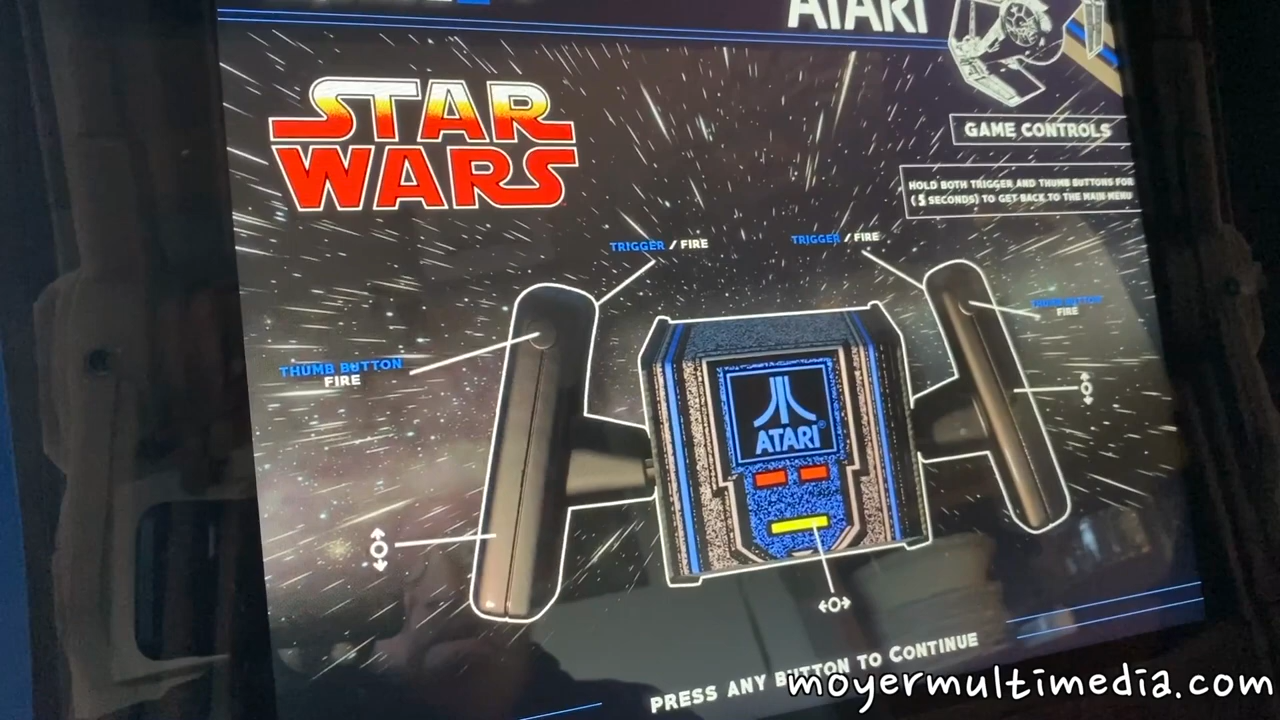 ATARI
STAR
WARS
GAME CONTROLS
HOLD BOTH TRIGGER AND THUMB BUTTONS FOR
(5 SECONDS) TO GET BACK TO THE MAIN MENU
TRIGGER / FIRE
TRIGGER / FIRE
THUMB BUTTON
FIRE
THUMB BUTTON
FIRE
ATARI®
PRESS ANY BUTTON TO CONTINUE
moyermultimedia.com